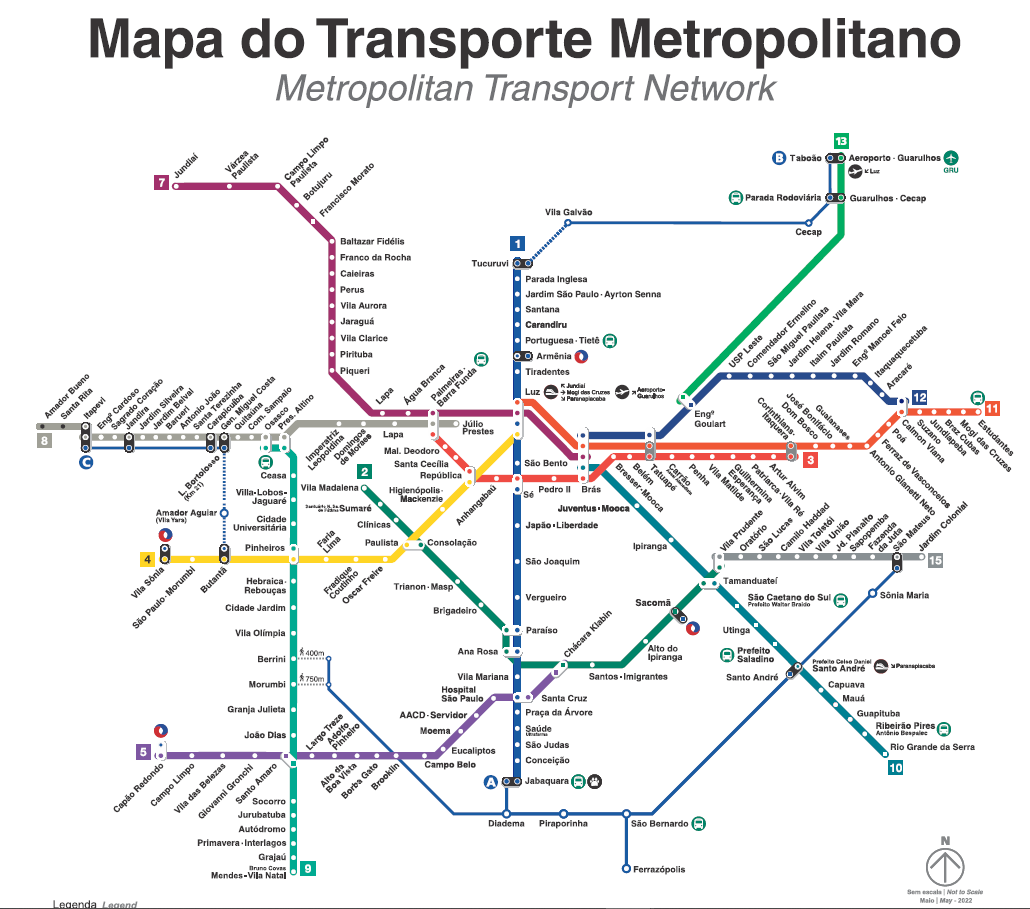 Mapa do Transporte Metropolitano
Metropolitan Transport Network
7
Jundiaí
Várzea
Paulista
Campo Limpo
Paulista
Botujuru
Francisco Morato
Baltazar Fidélis
Franco da Rocha
Caieiras
Perus
Vila Aurora
Jaraguá
Vila Clarice
Pirituba
Piqueri
Lapa
Água Branca
Palmeiras-
Barra Funda
13
B
Taboão
Aeroporto · Guarulhos
GRU
Luz
Parada Rodoviária
Guarulhos · Cecap
Vila Galvão
Cecap
1
Tucuruvi
Parada Inglesa
Jardim São Paulo · Ayrton Senna
Santana
Carandiru
Portuguesa · Tietê
Armênia
Tiradentes
Luz
Jundiaí
Mogi das Cruzes
Paranapiacaba
Aeroporto-
Guarulhos
São Bento
Sé
Japão · Liberdade
São Joaquim
Vergueiro
Paraíso
Ana Rosa
Vila Mariana
Santa Cruz
Praça da Árvore
Saúde
São Judas
Conceição
A
Jabaquara
USP Leste
Comendador Ermelino
São Miguel Paulista
Jardim Helena · Vila Mara
Itaim Paulista
Jardim Romano
Engº Manoel Feio
Itaquaquecetuba
Aracaré
12
11
Engº
Goulart
Corinthians-
Itaquera
Dom Bosco
José Bonifácio
Guaianases
Antonio Gianetti Neto
Ferraz de Vasconcelos
Poá
Calmon Viana
Suzano
Jundiapeba
Braz Cubas
Mogi das Cruzes
Estudantes
3
Pedro II
Brás
Bresser · Mooca
Belém
Tatuapé
Carrão
Penha
Vila Matilde
Guilhermina
Esperança
Patriarca · Vila Ré
Artur Alvim
8
Amador Bueno
Santa Rita
Itapevi
Engº Cardoso
Sagrado Coração
Jandira
Jardim Silveira
Jardim Belval
Barueri
Antonio João
Santa Terezinha
Carapicuíba
Gen. Miguel Costa
Quitaúna
Com. Sampaio
Osasco
Pres. Altino
Imperatriz
Leopoldina
Domingos
de Moraes
Lapa
Júlio
Prestes
C
L. Bortolosso
(Km 21)
Amador Aguiar
(Vila Yara)
Mal. Deodoro
Santa Cecília
República
Anhangabaú
Higienópolis-
Mackenzie
2
Vila Madalena
Sumaré
Clínicas
Paulista
Consolação
Trianon · Masp
Brigadeiro
Chácara Klabin
Santos · Imigrantes
Alto do
Ipiranga
Sacomã
Tamanduateí
4
Vila Sônia
São Paulo · Morumbi
Butantã
Pinheiros
Faria
Lima
Fradique
Coutinho
Oscar Freire
Ceasa
Villa-Lobos-
Jaguaré
Cidade
Universitária
Hebraica-
Rebouças
Cidade Jardim
Vila Olímpia
Berrini
400m
Morumbi
750m
Granja Julieta
João Dias
Socorro
Jurubatuba
Autódromo
Primavera · Interlagos
Grajaú
Bruno Covas
Mendes · Vila Natal
9
5
Capão Redondo
Campo Limpo
Vila das Belezas
Giovanni Gronchi
Santo Amaro
Largo Treze
Adolfo
Pinheiro
Alto da
Boa Vista
Borba Gato
Brooklin
Campo Belo
Eucaliptos
Moema
AACD · Servidor
Hospital
São Paulo
Juventus · Mooca
Ipiranga
São Caetano do Sul
Prefeito Walter Braido
Utinga
Prefeito
Saladino
Prefeito Celso Daniel
Santo André
Paranapiacaba
Santo André
Capuava
Mauá
Guapituba
Ribeirão Pires
Antônio Bespalec
Rio Grande da Serra
10
Vila Prudente
Oratório
São Lucas
Camilo Haddad
Vila Tolstói
Vila União
Jd. Planalto
Sapopemba
Fazenda
da Juta
São Mateus
Jardim Colonial
15
Sônia Maria
Diadema
Piraporinha
São Bernardo
Ferrazópolis
N
Sem escala | Not to Scale
Maio | May - 2022
Legenda Legend